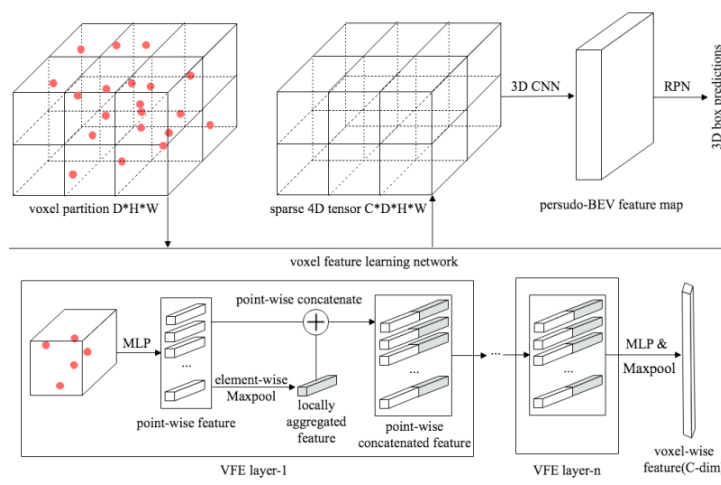 3D CNN
RPN
3D box predictions
voxel partition D*H*W
sparse 4D tensor C*D*H*W
persudo-BEV feature map
voxel feature learning network
point-wise concatenate
MLP
...
element-wise
Maxpool
point-wise feature
locally
aggregated
feature
...
point-wise
concatenated feature
VFE layer-1
...
...
VFE layer-n
MLP &
Maxpool
voxel-wise
feature(C-dim)